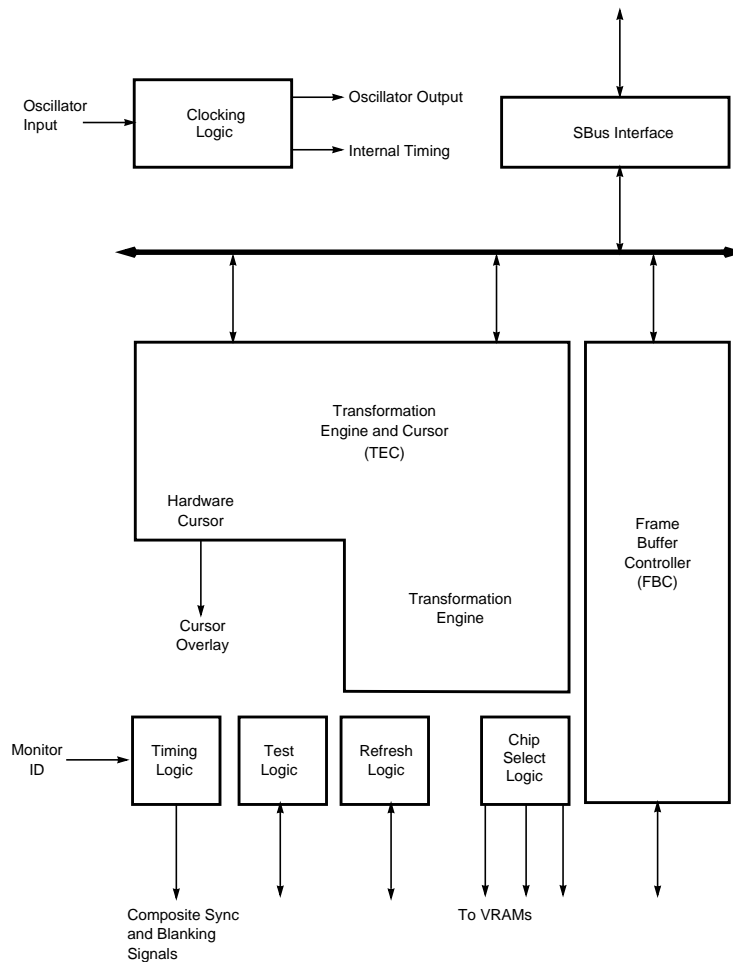 Oscillator
Input
Clocking
Logic
Oscillator Output
Internal Timing
SBus Interface
Transformation
Engine and Cursor
(TEC)
Hardware
Cursor
Frame
Buffer
Controller
(FBC)
Transformation
Engine
Cursor
Overlay
Monitor
ID
Timing
Logic
Test
Logic
Refresh
Logic
Chip
Select
Logic
Composite Sync
and Blanking
Signals
To VRAMs